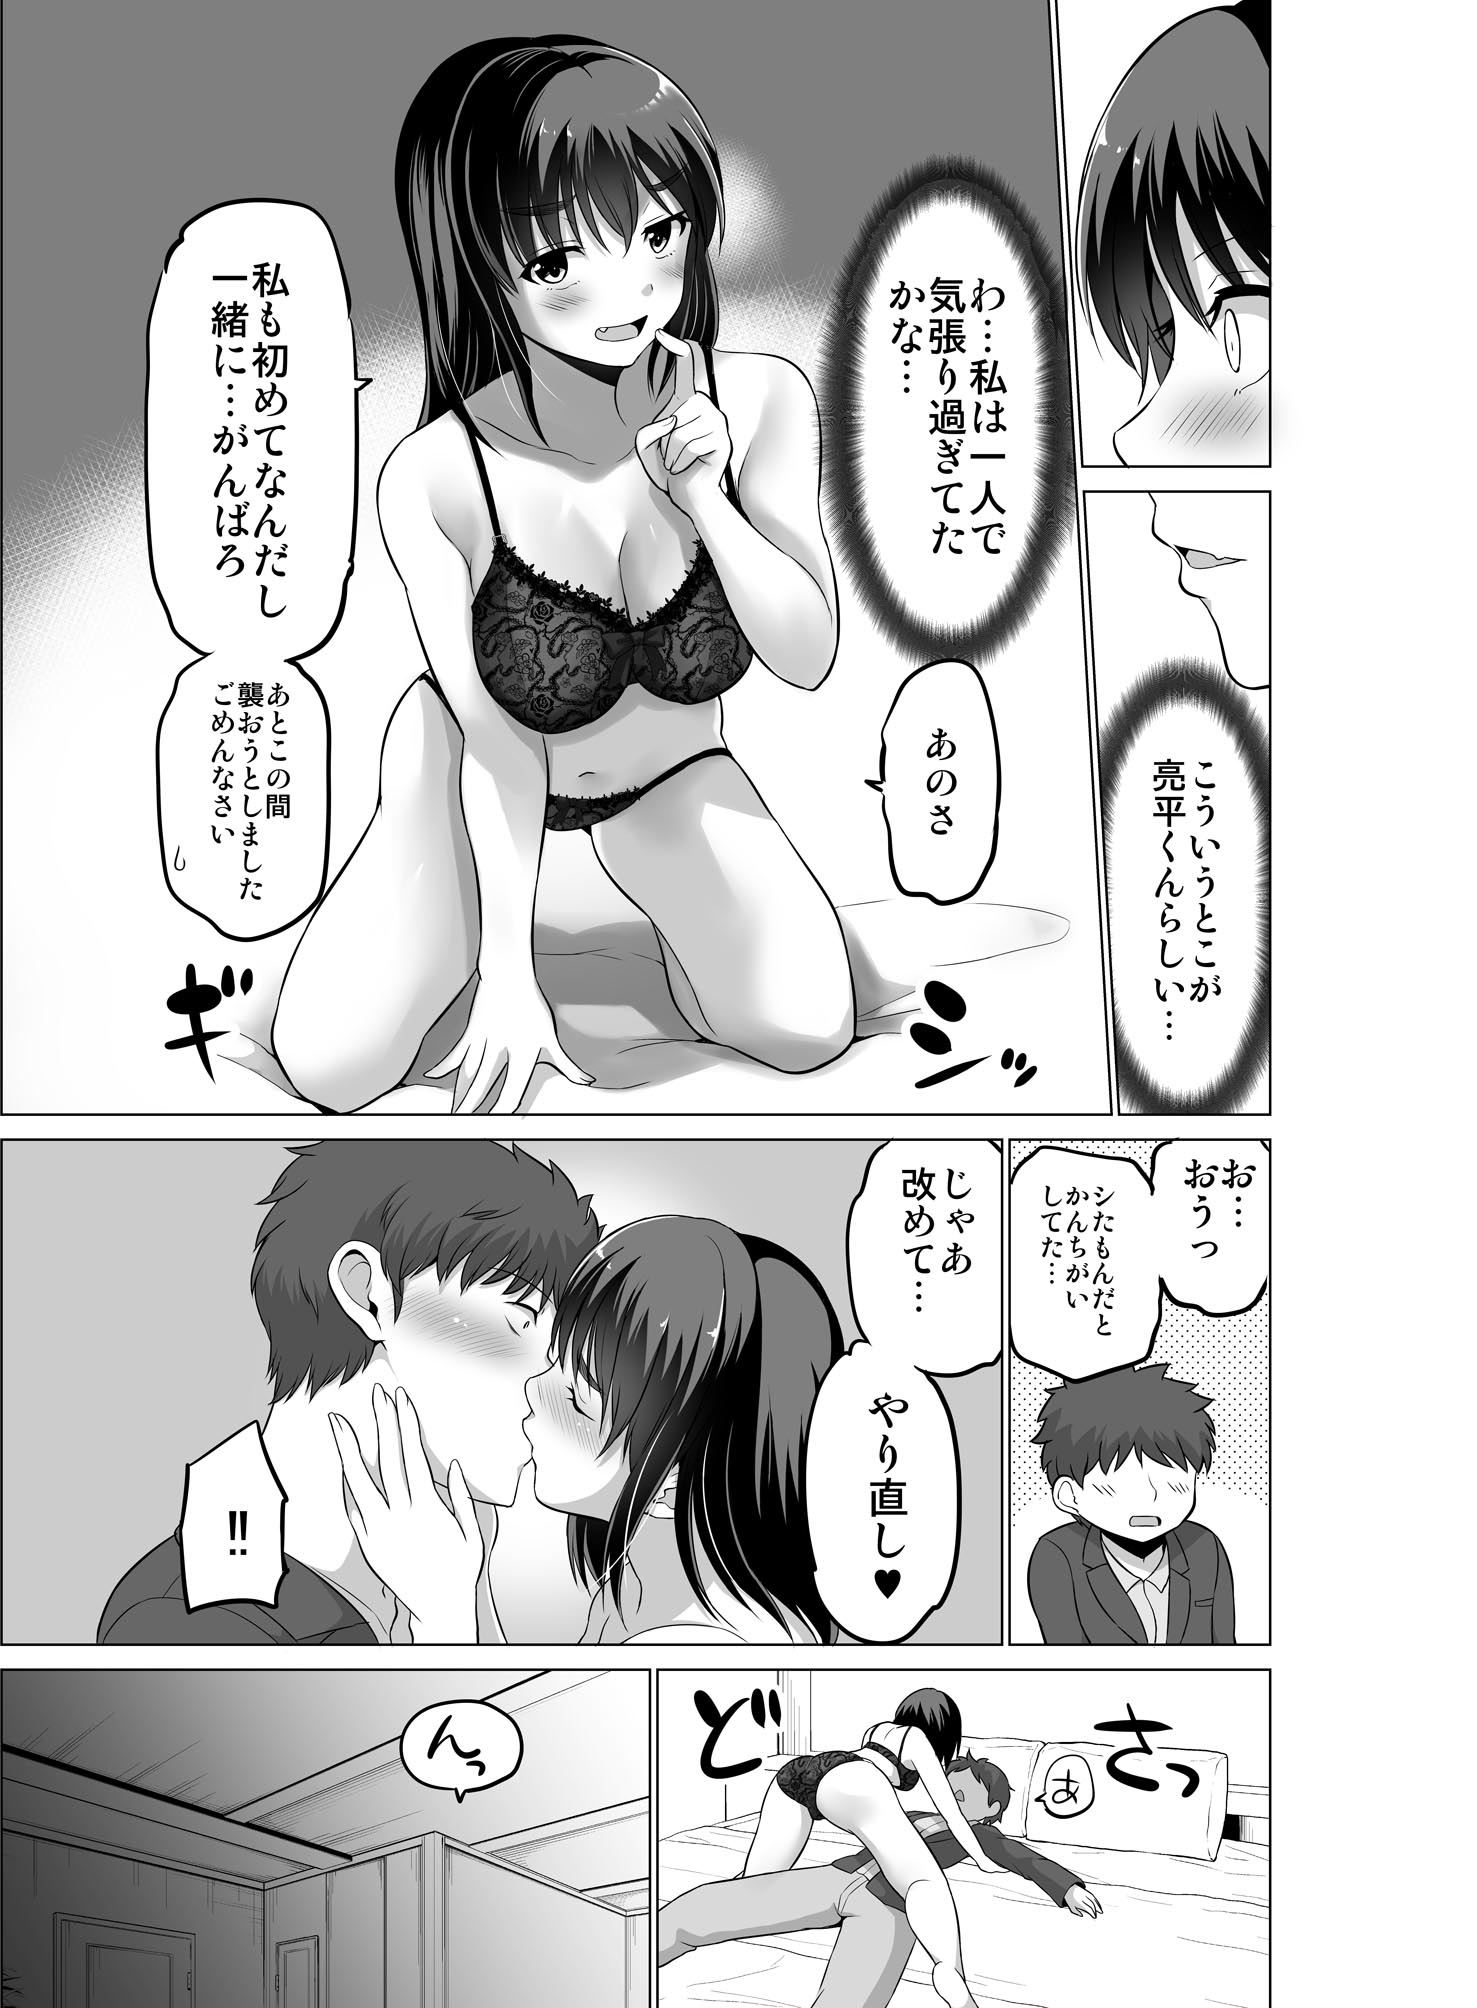 こういうとこが
亮平くんらしい…
わ…私は一人で
気張り過ぎてた
かな…
あのさ
私も初めてなんだし
一緒に…がんばろ
あとこの間
襲おうとしました
ごめんなさい
ギシッ
お…
おうっ
シたもんだと
かんちがい
してた…
じゃあ
改めて…
やり直し♥
!!
どさっ
あ
んっ